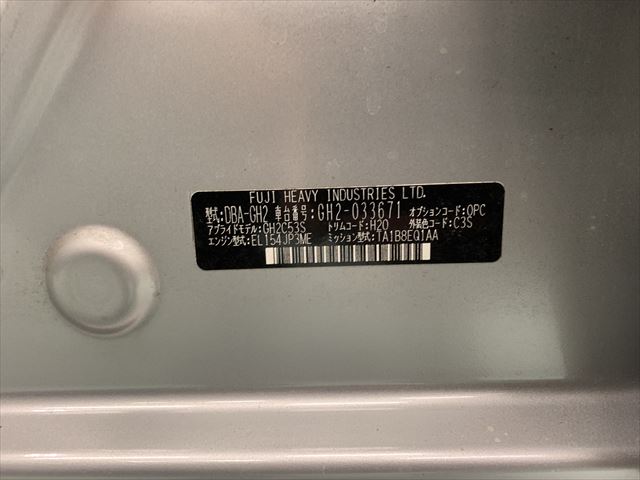 FUJI HEAVY INDUSTRIES LTD.
型式:DBA-GH2 車台番号:GH2-033671 オプションコード:OPC
アプライドモデル:GH2C53S トリムコード:H20 外装色コード:C3S
エンジン型式:EL154JP3ME ミッション型式:TA1B8EQ1AA